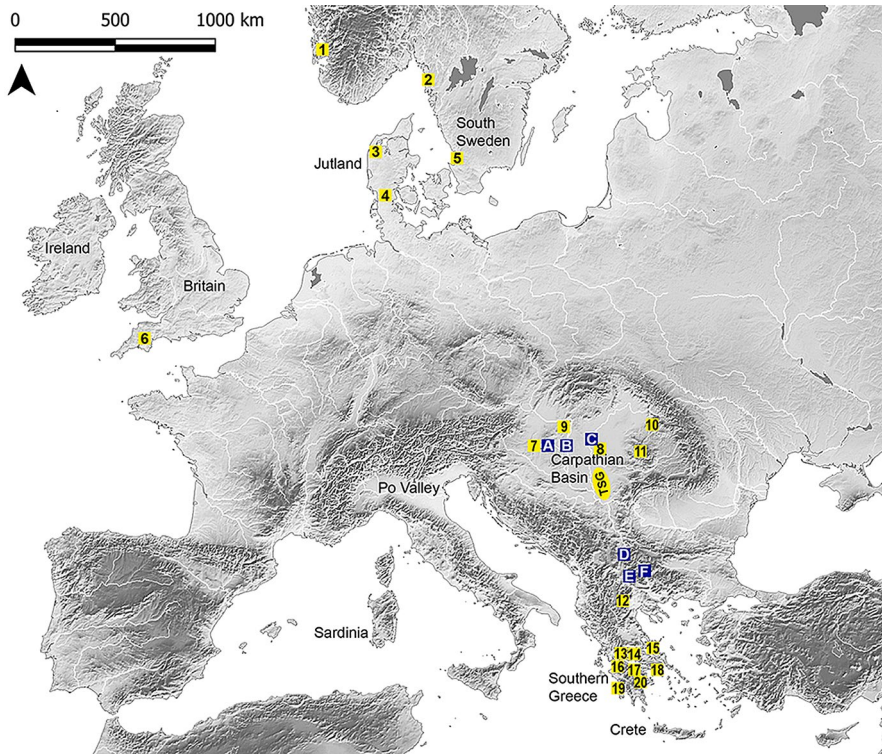 0 500 1000 km
1
2
South
Sweden
3
Jutland
5
4
Ireland
Britain
6
9
10
7 A B C
8
11
Carpathian
Basin
TSG
Po Valley
D
E F
12
Sardinia
13 14 15
16 17 18
Southern
Greece
19 20
Crete